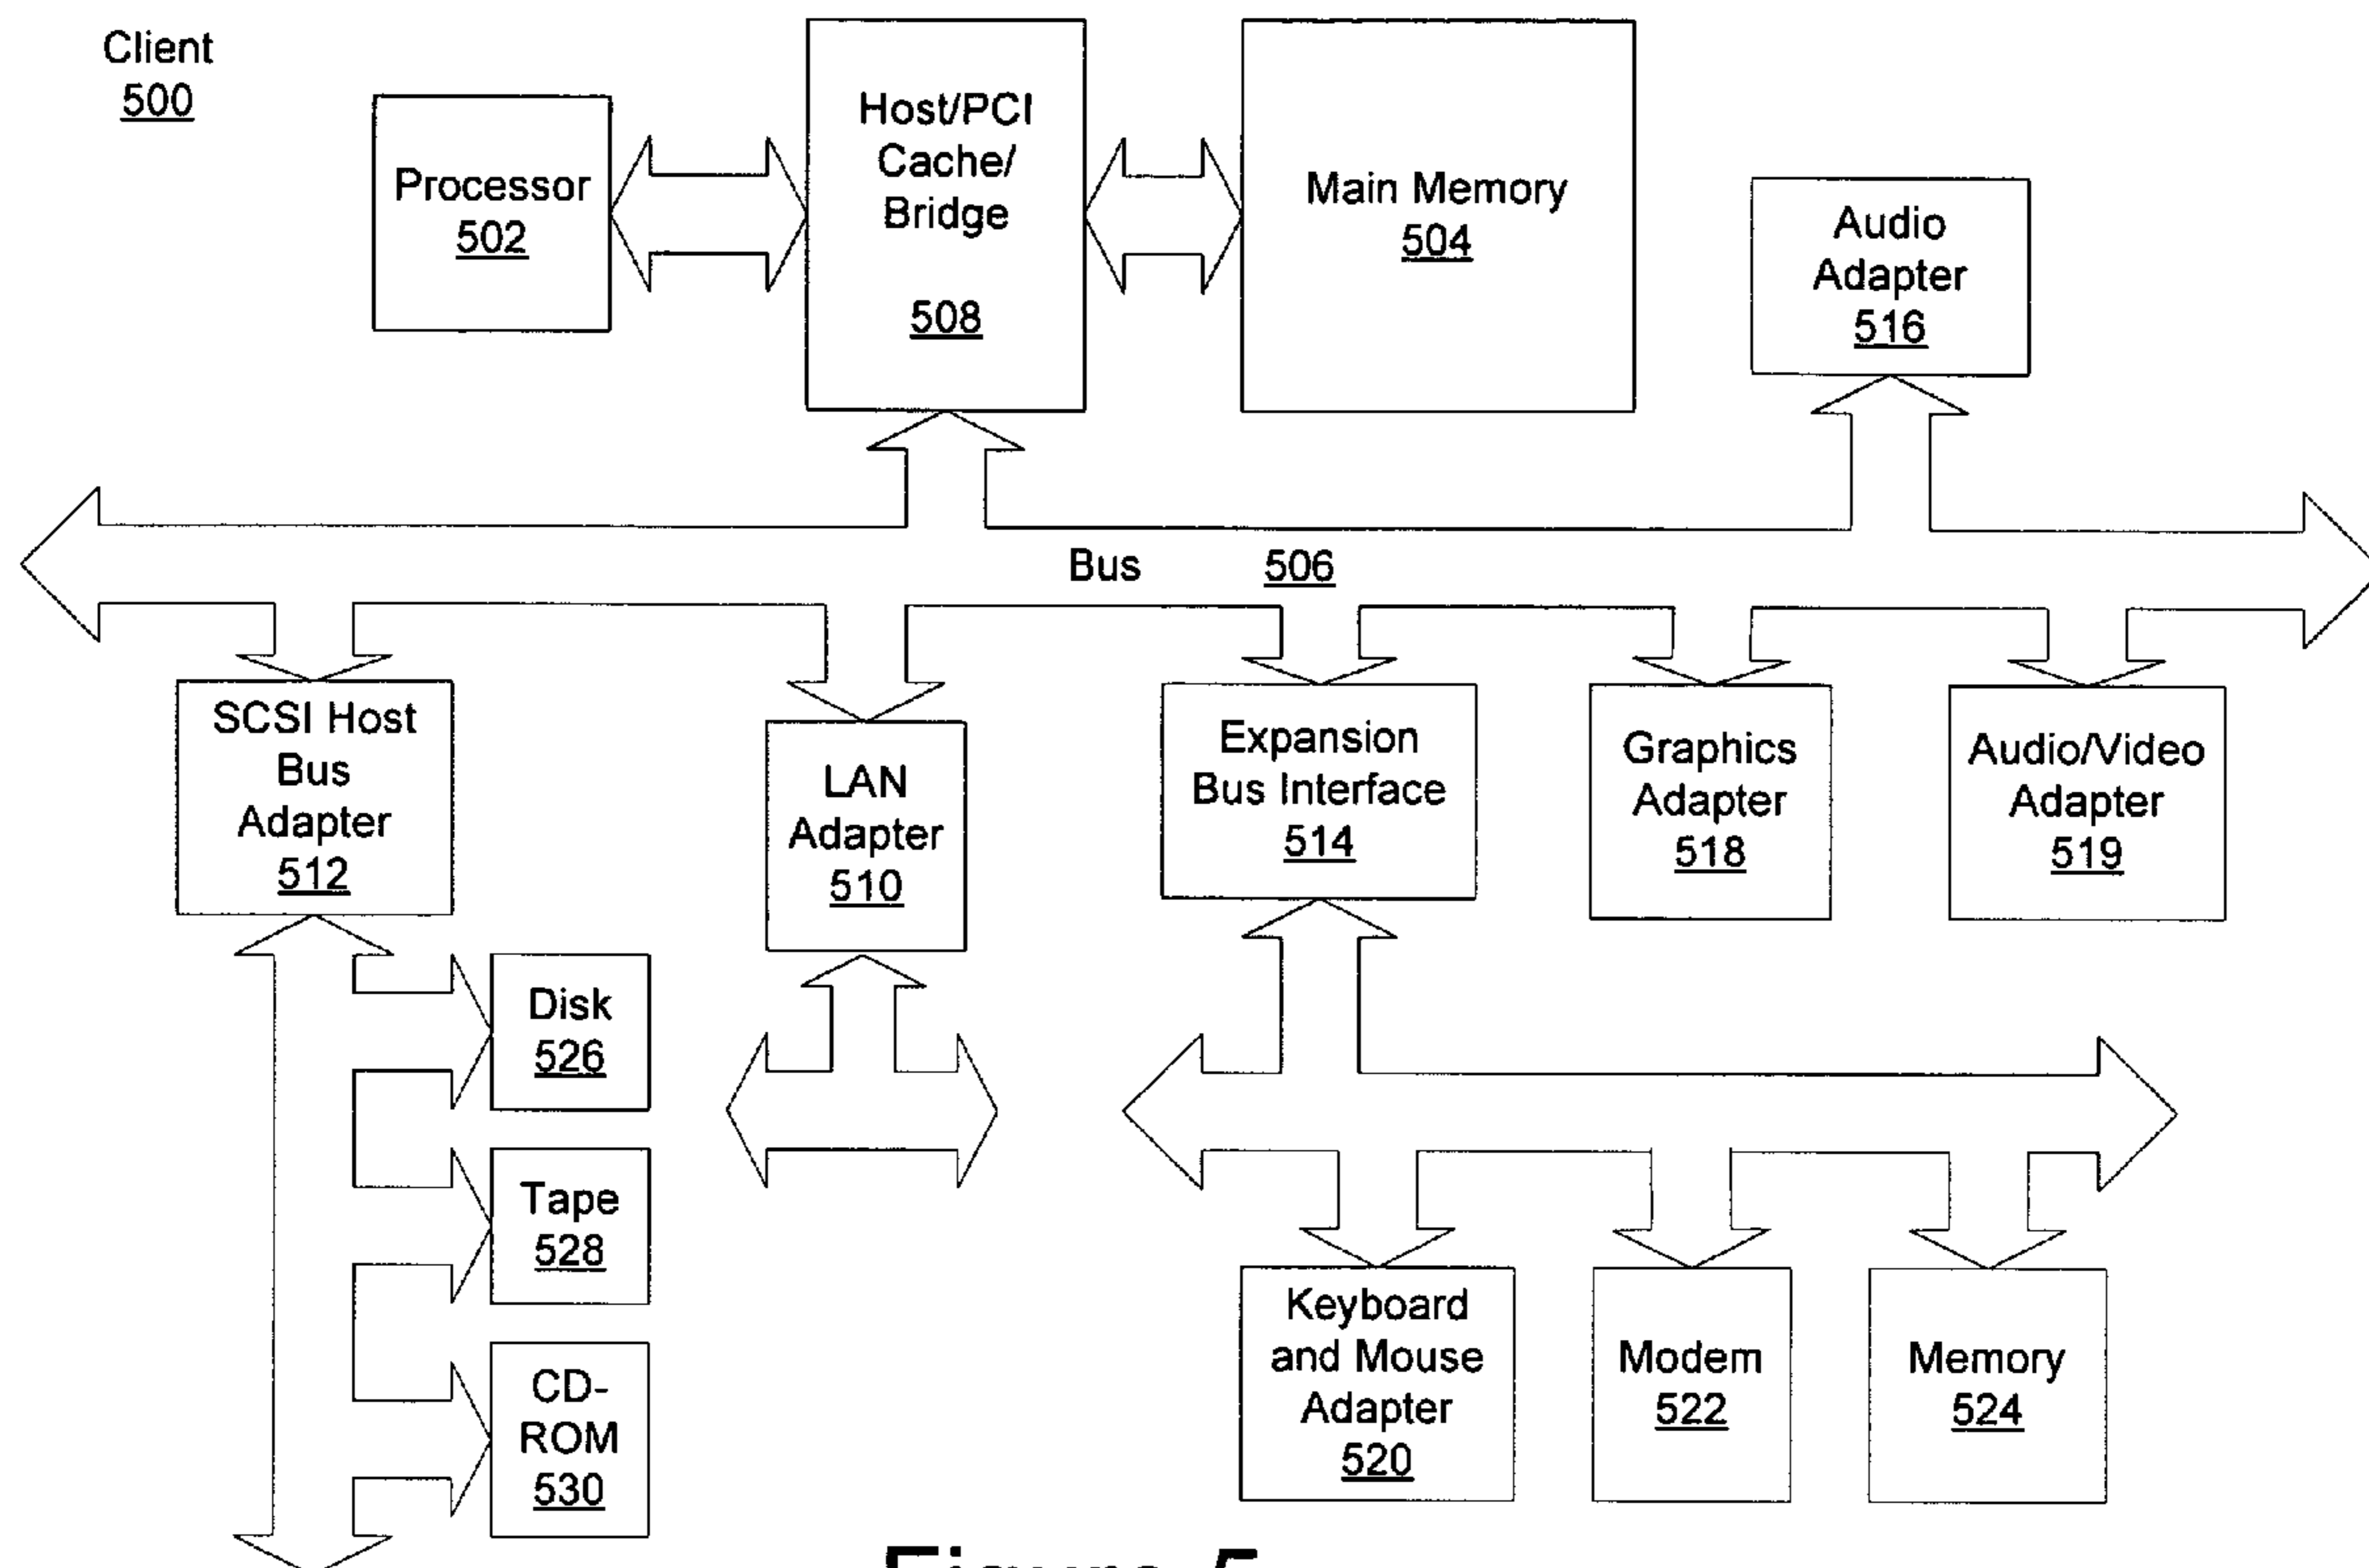 Client
500
Processor
502
Host/PCI
Cache/
Bridge
508
Main Memory
504
Audio
Adapter
516
Bus 506
SCSI Host
Bus
Adapter
512
LAN
Adapter
510
Expansion
Bus Interface
514
Graphics
Adapter
518
Audio/Video
Adapter
519
Disk
526
Tape
528
CD-
ROM
530
Keyboard
and Mouse
Adapter
520
Modem
522
Memory
524
Figure 5